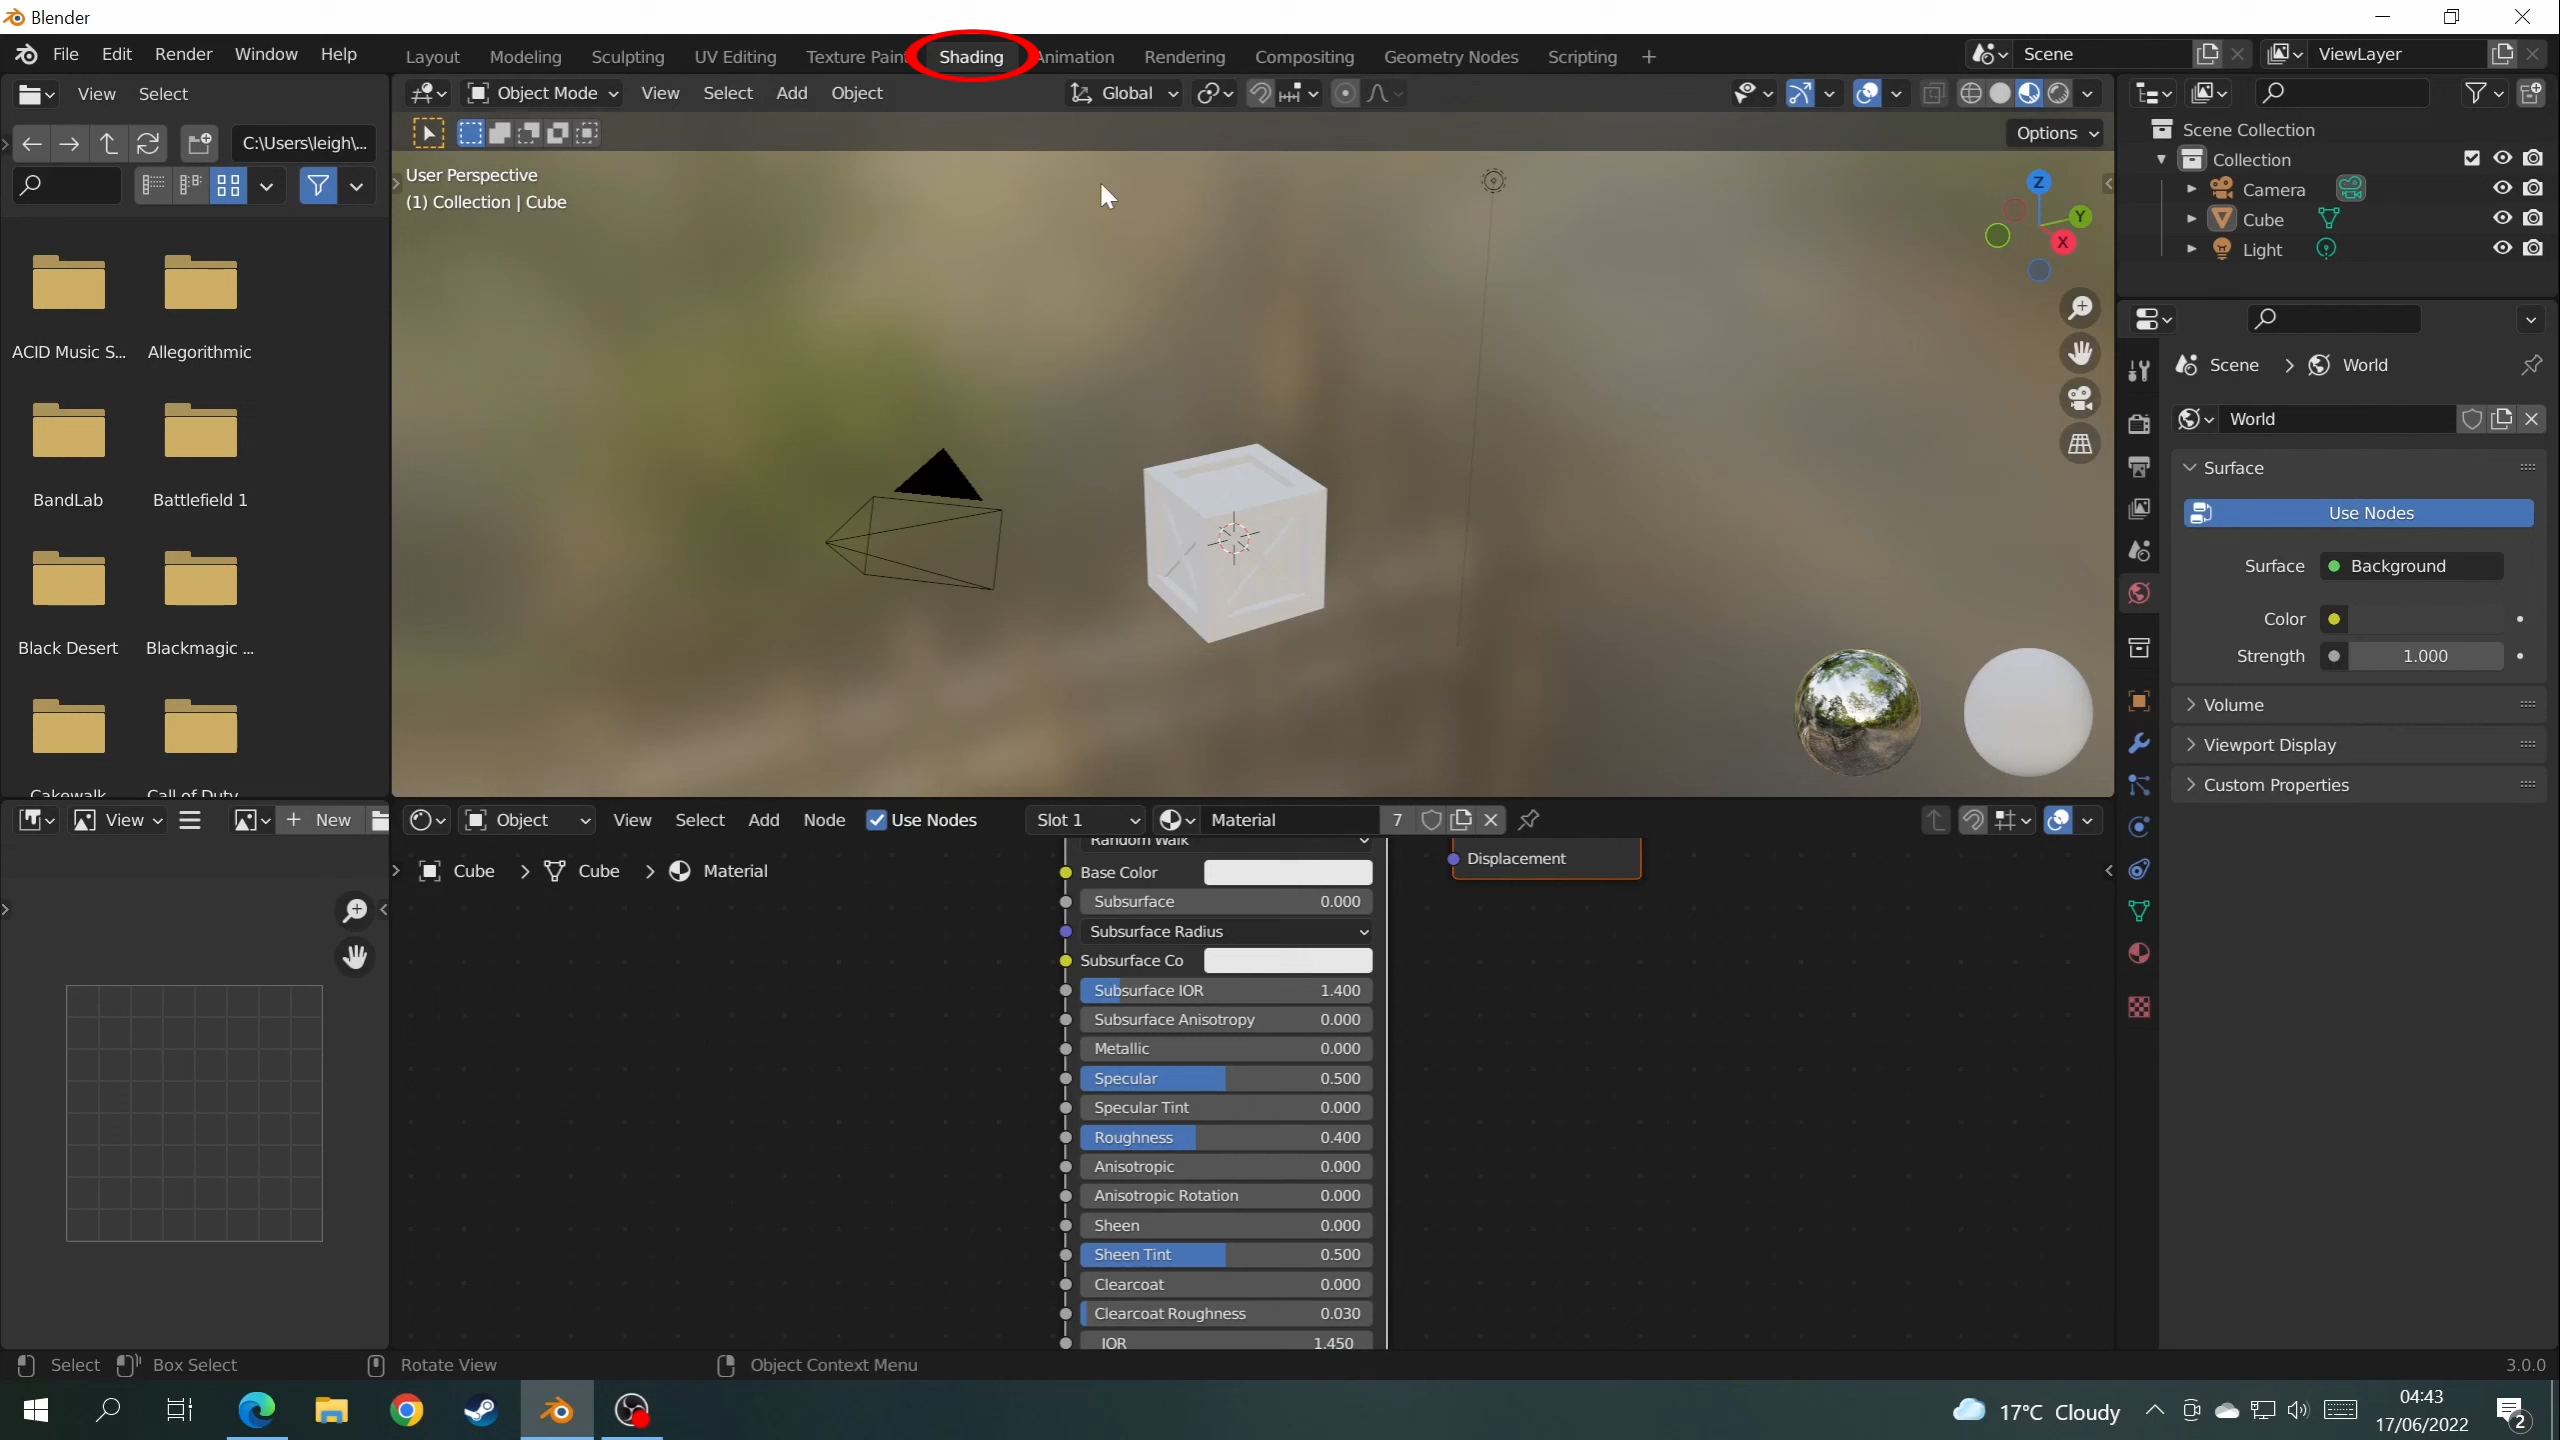 Blender
File Edit Render Window Help
Layout Modeling Sculpting UV Editing Texture Paint Shading Animation Rendering Compositing Geometry Nodes Scripting +
Scene
ViewLayer
View Select
Object Mode View Select Add Object
Global
C:\Users\leigh\...
Options
User Perspective
(1) Collection | Cube
Z
Y
X
Scene Collection
Collection
Camera
Cube
Light
ACID Music S... Allegorithmic
BandLab Battlefield 1
Black Desert Blackmagic ...
Cakewalk Call of Duty
Scene > World
World
Surface
Use Nodes
Surface Background
Color
Strength 1.000
Volume
Viewport Display
Custom Properties
View
+ New
Object View Select Add Node Use Nodes
Slot 1
Material 7
Cube > Cube > Material
Random Walk
Base Color
Subsurface 0.000
Subsurface Radius
Subsurface Co
Subsurface IOR 1.400
Subsurface Anisotropy 0.000
Metallic 0.000
Specular 0.500
Specular Tint 0.000
Roughness 0.400
Anisotropic 0.000
Anisotropic Rotation 0.000
Sheen 0.000
Sheen Tint 0.500
Clearcoat 0.000
Clearcoat Roughness 0.030
IOR 1.450
Displacement
Select Box Select Rotate View Object Context Menu
3.0.0
17°C Cloudy
04:43
17/06/2022
2